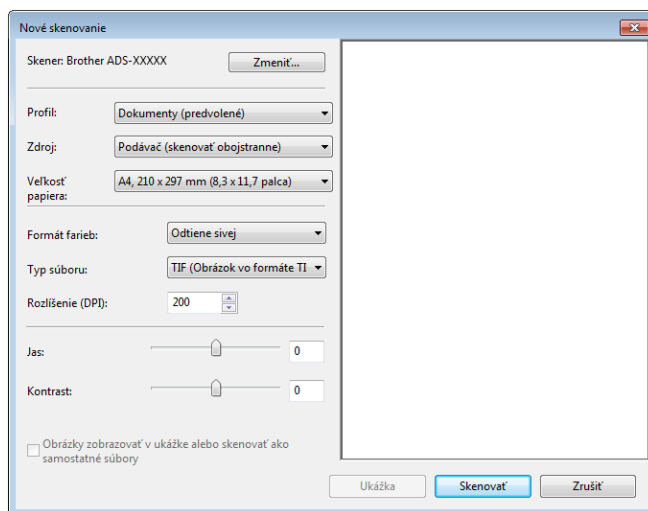 Nové skenovanie
Skener: Brother ADS-XXXXX
Zmeniť...
Profil:
Dokumenty (predvolené)
Zdroj:
Podávač (skenovať obojstranne)
Veľkosť
papiera:
A4, 210 x 297 mm (8,3 x 11,7 palca)
Formát farieb:
Odtiene sivej
Typ súboru:
TIF (Obrázok vo formáte TI
Rozlíšenie (DPI):
200
Jas:
0
Kontrast:
0
Obrázky zobrazovať v ukážke alebo skenovať ako
samostatné súbory
Ukážka
Skenovať
Zrušiť